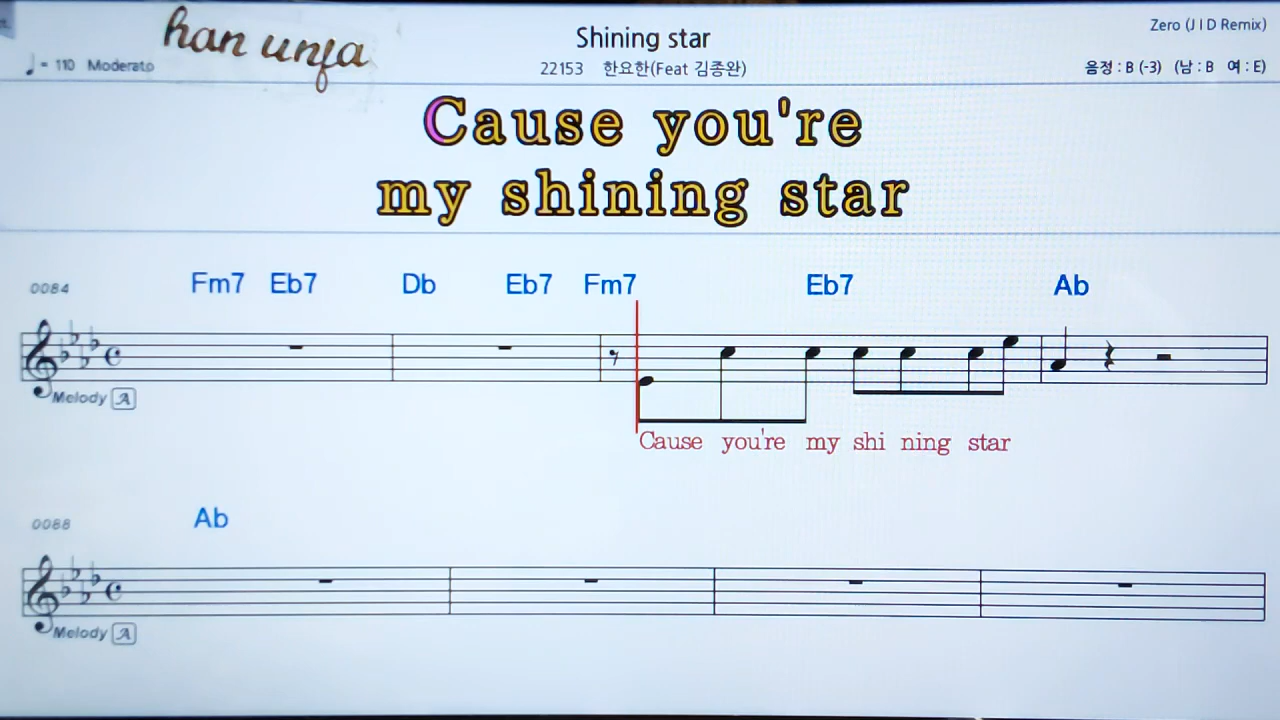 han unfa
Shining star
Zero (J I D Remix)
♩ = 110 Moderato
22153 한요한(Feat 김종완)
음정 : B (-3) (남 : B 여 : E)
Cause you're
my shining star
0084 Fm7 Eb7 Db Eb7 Fm7 Eb7 Ab
Melody A
Cause you're my shi ning star
0088 Ab
Melody A